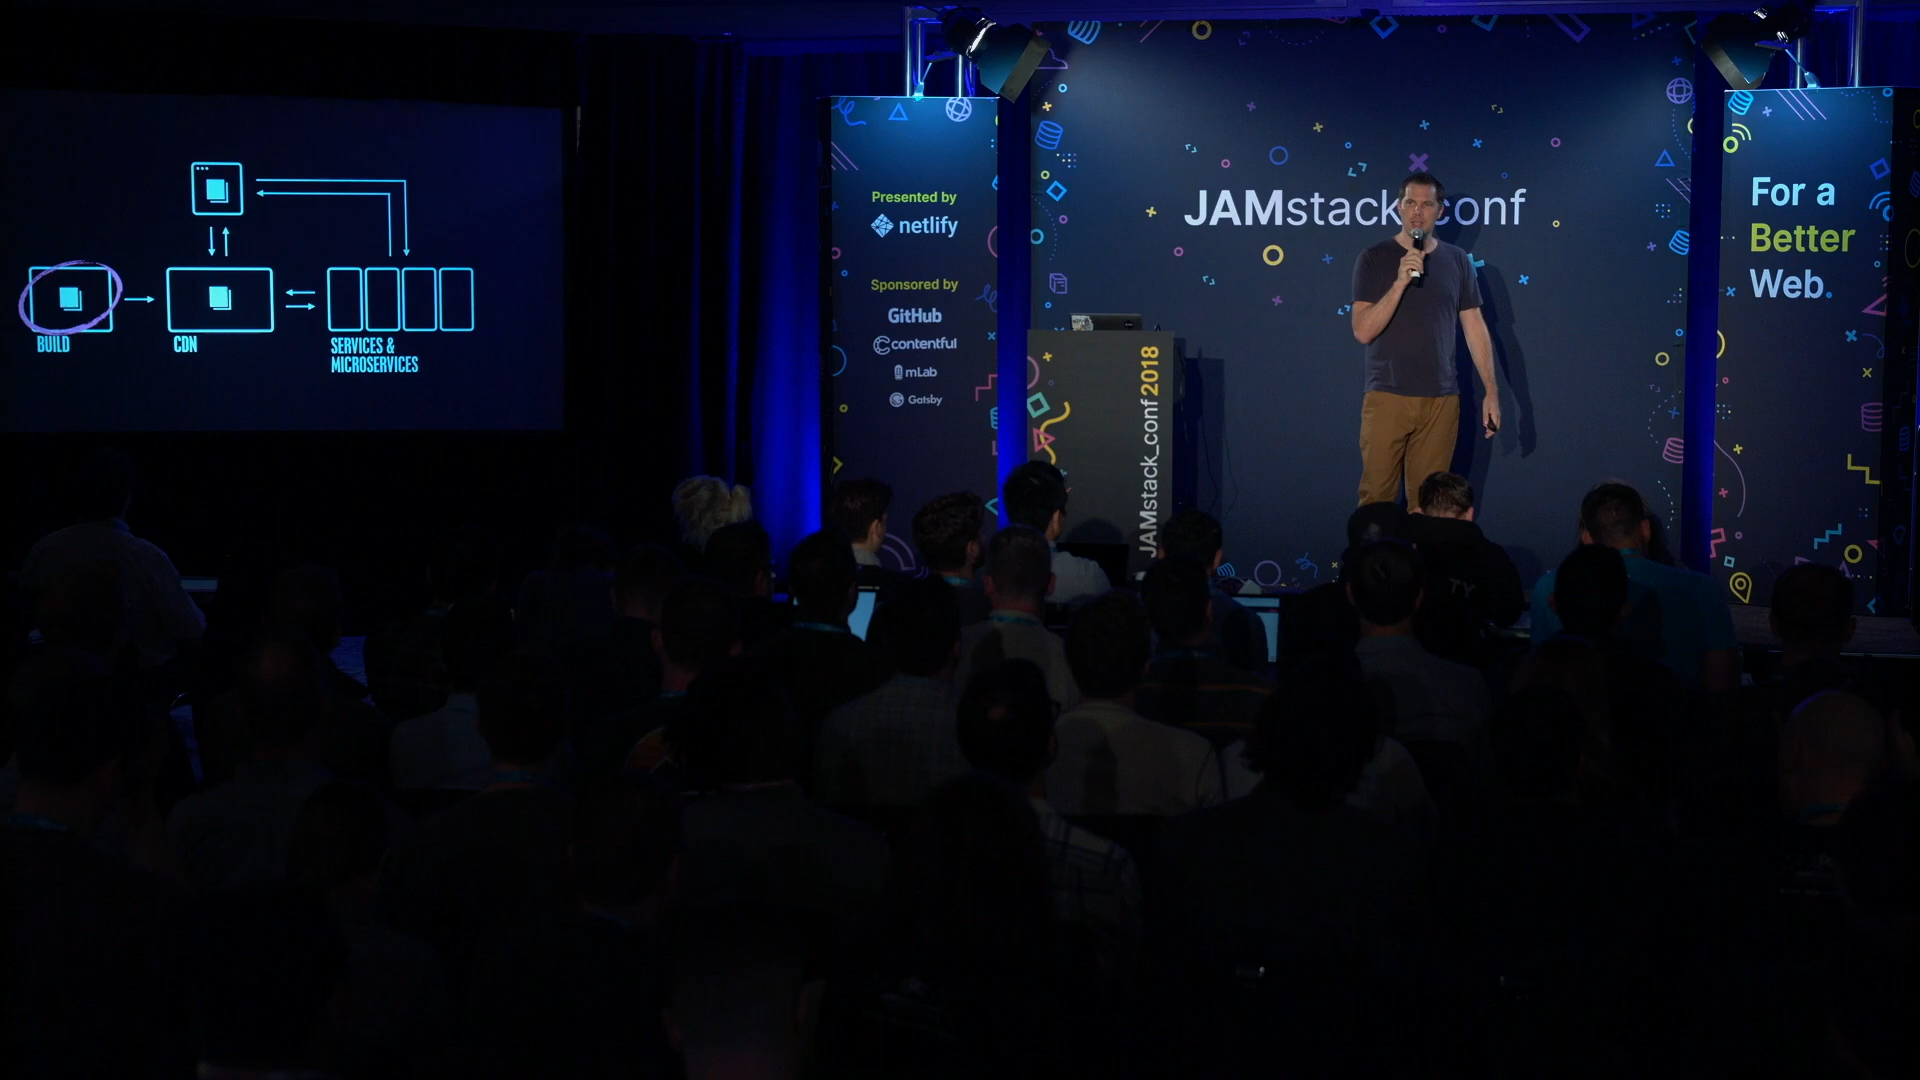 BUILD
CDN
SERVICES &
MICROSERVICES
Presented by
netlify
Sponsored by
GitHub
contentful
mLab
Gatsby
JAMstack_conf 2018
JAMstack conf
For a
Better
Web.
TY